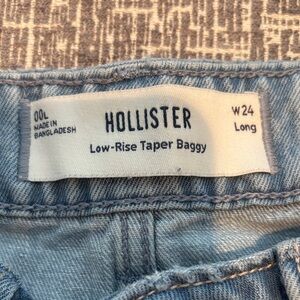 00L
MADE IN
BANGLADESH
HOLLISTER
Low-Rise Taper Baggy
W24
Long